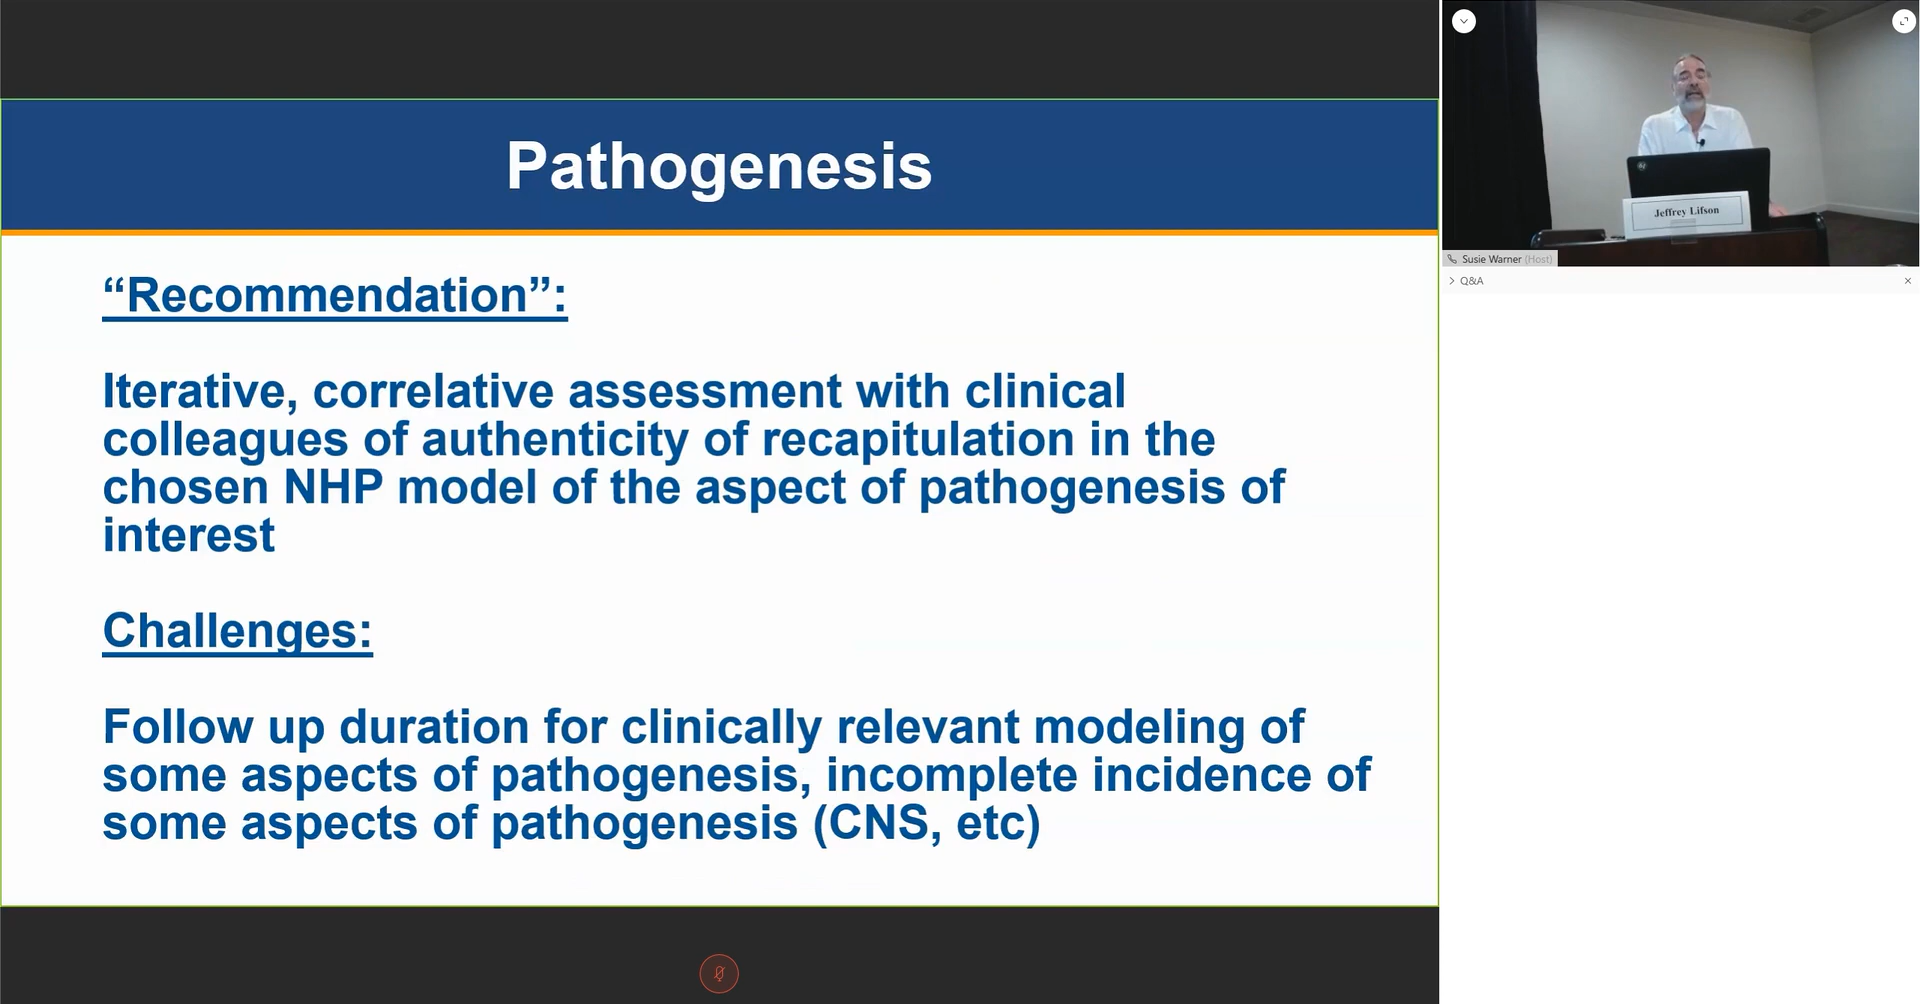 Pathogenesis
“Recommendation”:
Iterative, correlative assessment with clinical
colleagues of authenticity of recapitulation in the
chosen NHP model of the aspect of pathogenesis of
interest
Challenges:
Follow up duration for clinically relevant modeling of
some aspects of pathogenesis, incomplete incidence of
some aspects of pathogenesis (CNS, etc)
Jeffrey Lifson
Susie Warner (Host)
Q&A